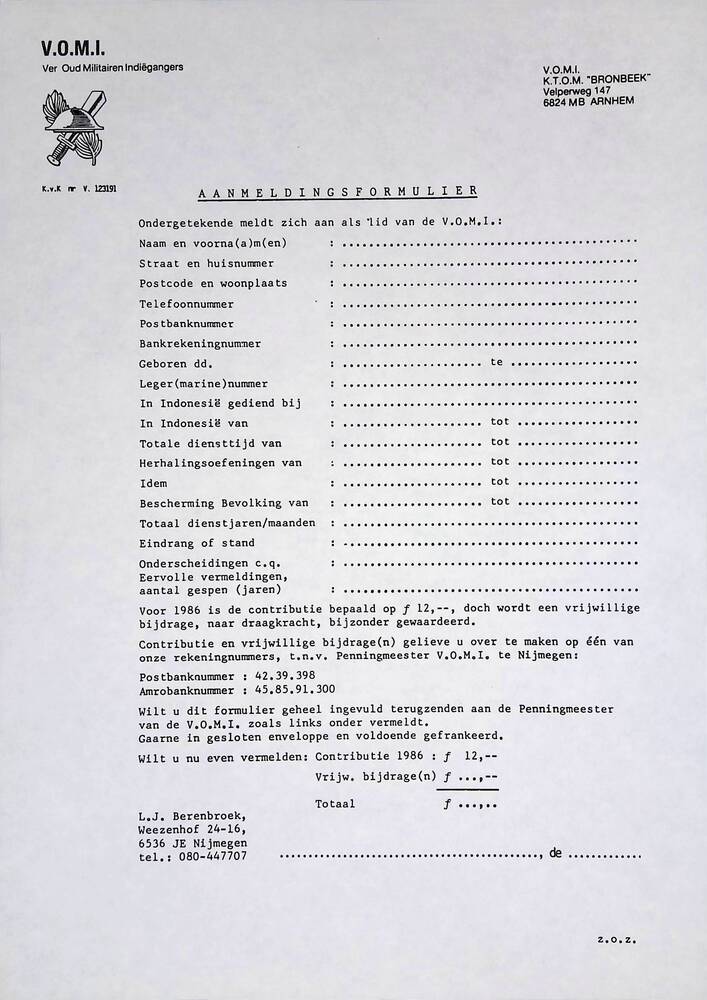 V.O.M.I.
Ver Oud Militairen Indiëgangers
V.O.M.I.
K.T.O.M. "BRONBEEK"
Velperweg 147
6824 MB ARNHEM
K.v.K nr V. 123191
AANMELDINGSFORMULIER
Ondergetekende meldt zich aan als lid van de V.O.M.I.:
Naam en voorna(a)m(en) : ..........................................
Straat en huisnummer : ..........................................
Postcode en woonplaats : ..........................................
Telefoonnummer : ..........................................
Postbanknummer : ..........................................
Bankrekeningnummer : ..........................................
Geboren dd. : .................... te ..................
Leger(marine)nummer : ..........................................
In Indonesië gediend bij : ..........................................
In Indonesië van : .................... tot .................
Totale diensttijd van : .................... tot .................
Herhalingsoefeningen van : .................... tot .................
Idem : .................... tot .................
Bescherming Bevolking van : .................... tot .................
Totaal dienstjaren/maanden : ..........................................
Eindrang of stand : ..........................................
Onderscheidingen c.q. : ..........................................
Eervolle vermeldingen,
aantal gespen (jaren) : ..........................................
Voor 1986 is de contributie bepaald op ƒ 12,--, doch wordt een vrijwillige
bijdrage, naar draagkracht, bijzonder gewaardeerd.
Contributie en vrijwillige bijdrage(n) gelieve u over te maken op één van
onze rekeningnummers, t.n.v. Penningmeester V.O.M.I. te Nijmegen:
Postbanknummer : 42.39.398
Amrobanknummer : 45.85.91.300
Wilt u dit formulier geheel ingevuld terugzenden aan de Penningmeester
van de V.O.M.I. zoals links onder vermeldt.
Gaarne in gesloten enveloppe en voldoende gefrankeerd.
Wilt u nu even vermelden: Contributie 1986 : ƒ 12,--
Vrijw. bijdrage(n) ƒ ...,--
Totaal ƒ ...,..
L.J. Berenbroek,
Weezenhof 24-16,
6536 JE Nijmegen
tel.: 080-447707 ......................................, de .............
z.o.z.